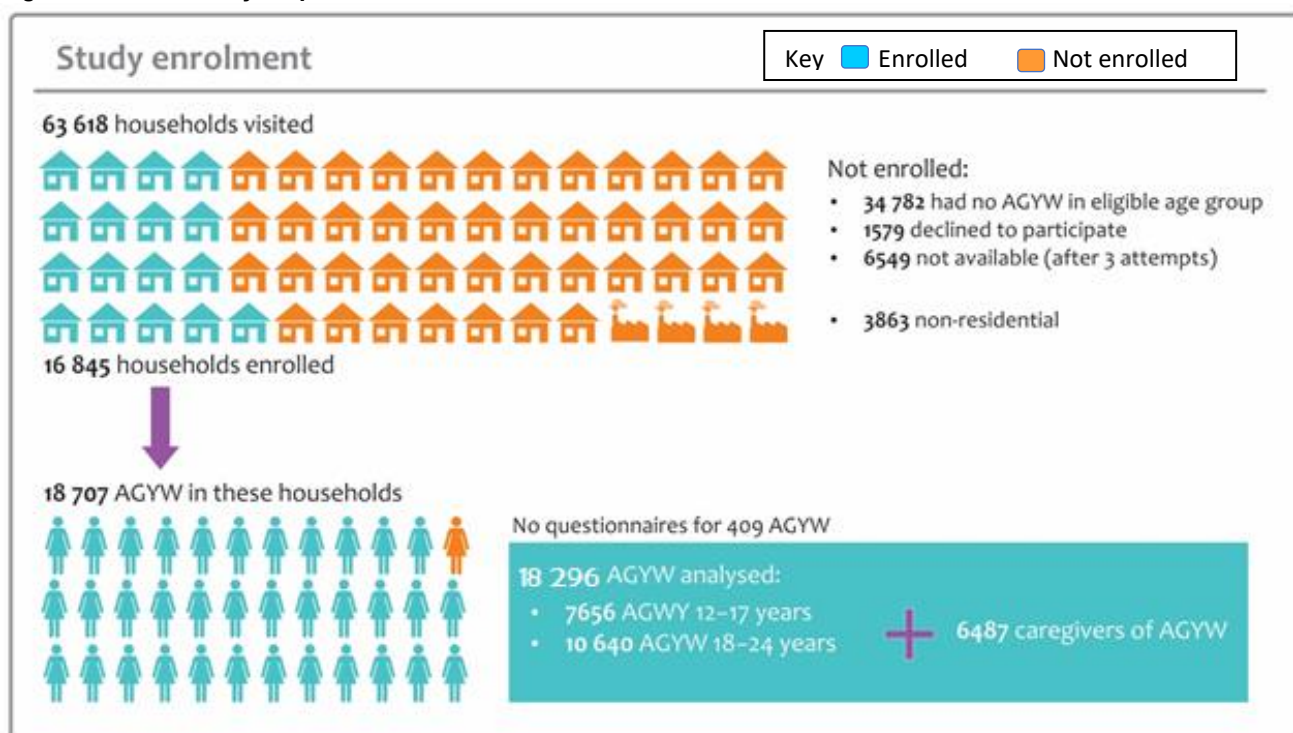 Study enrolment
Key Enrolled Not enrolled
63 618 households visited
Not enrolled:
• 34 782 had no AGYW in eligible age group
• 1579 declined to participate
• 6549 not available (after 3 attempts)
• 3863 non-residential
16 845 households enrolled
18 707 AGYW in these households
No questionnaires for 409 AGYW
18 296 AGYW analysed:
• 7656 AGWY 12–17 years
• 10 640 AGYW 18–24 years
6487 caregivers of AGYW